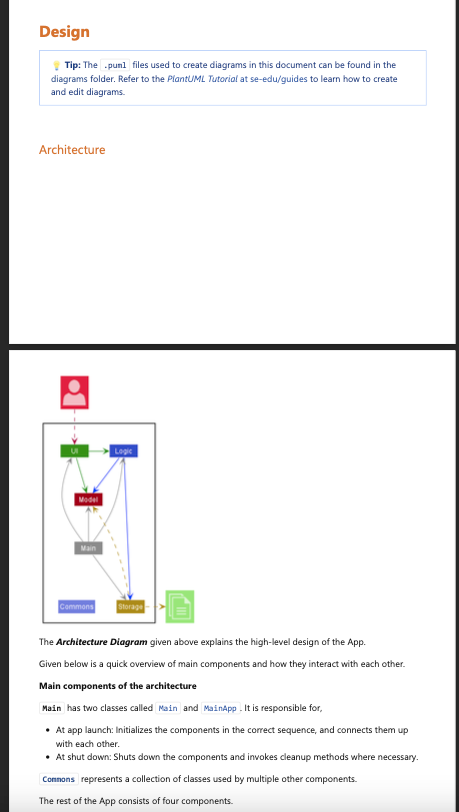 Design
💡 Tip: The .puml files used to create diagrams in this document can be found in the
diagrams folder. Refer to the PlantUML Tutorial at se-edu/guides to learn how to create
and edit diagrams.
Architecture
UI Logic
Model
Main
Commons Storage
The Architecture Diagram given above explains the high-level design of the App.
Given below is a quick overview of main components and how they interact with each other.
Main components of the architecture
Main has two classes called Main and MainApp . It is responsible for,
• At app launch: Initializes the components in the correct sequence, and connects them up
with each other.
• At shut down: Shuts down the components and invokes cleanup methods where necessary.
Commons represents a collection of classes used by multiple other components.
The rest of the App consists of four components.